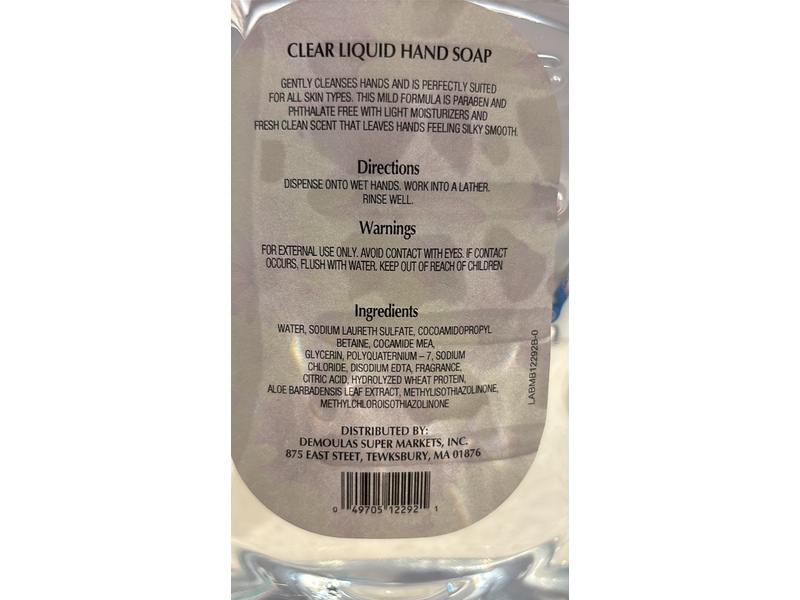 CLEAR LIQUID HAND SOAP
GENTLY CLEANSES HANDS AND IS PERFECTLY SUITED
FOR ALL SKIN TYPES. THIS MILD FORMULA IS PARABEN AND
PHTHALATE FREE WITH LIGHT MOISTURIZERS AND
FRESH CLEAN SCENT THAT LEAVES HANDS FEELING SILKY SMOOTH.
Directions
DISPENSE ONTO WET HANDS. WORK INTO A LATHER.
RINSE WELL.
Warnings
FOR EXTERNAL USE ONLY. AVOID CONTACT WITH EYES. IF CONTACT
OCCURS, FLUSH WITH WATER. KEEP OUT OF REACH OF CHILDREN
Ingredients
WATER, SODIUM LAURETH SULFATE, COCOAMIDOPROPYL
BETAINE, COCAMIDE MEA,
GLYCERIN, POLYQUATERNIUM – 7, SODIUM
CHLORIDE, DISODIUM EDTA, FRAGRANCE,
CITRIC ACID, HYDROLYZED WHEAT PROTEIN,
ALOE BARBADENSIS LEAF EXTRACT, METHYLISOTHIAZOLINONE,
METHYLCHLOROISOTHIAZOLINONE
LABMB12292B-0
DISTRIBUTED BY:
DEMOULAS SUPER MARKETS, INC.
875 EAST STEET, TEWKSBURY, MA 01876
0 49705 12292 1